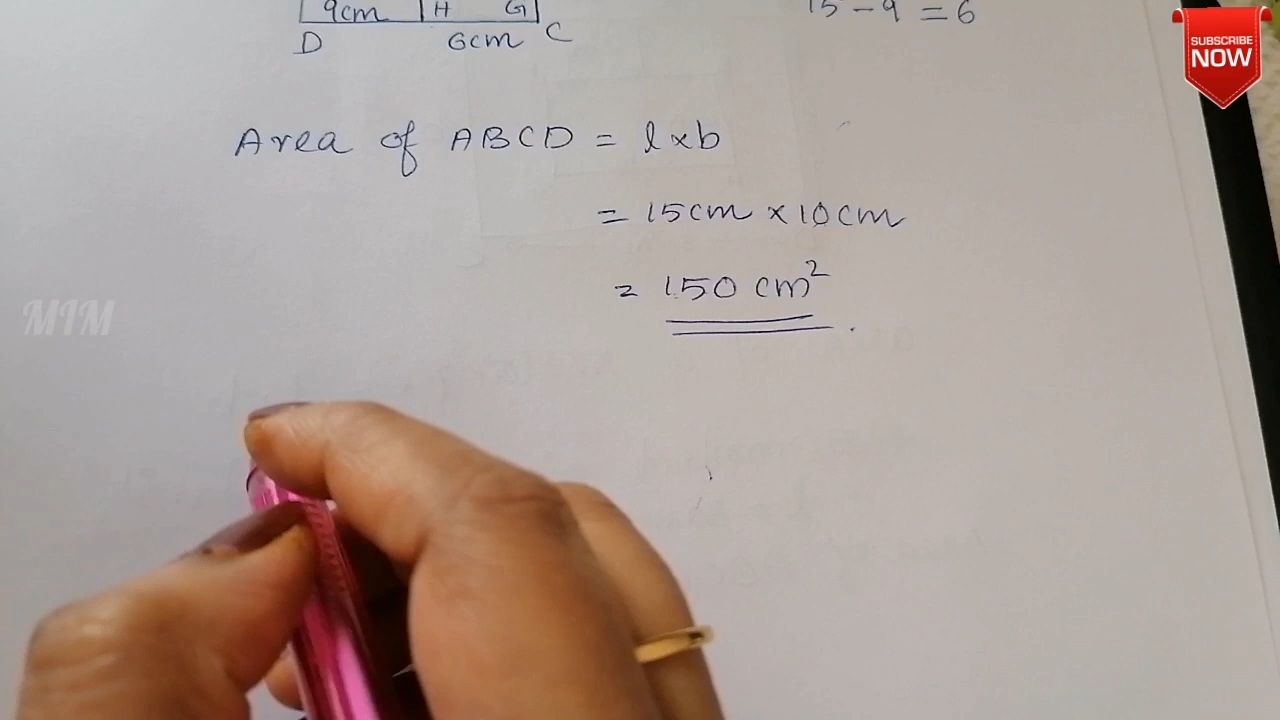 9cm H G 15 - 9 = 6
D 6cm C
SUBSCRIBE
NOW
Area of ABCD = l x b
= 15cm x 10cm
= 150 cm²
MIM